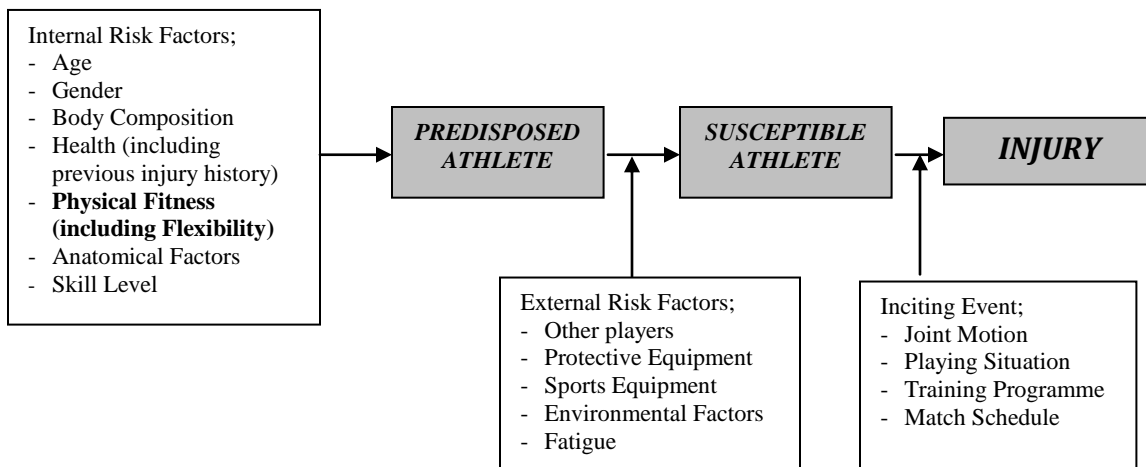 Internal Risk Factors;
- Age
- Gender
- Body Composition
- Health (including
previous injury history)
- Physical Fitness
(including Flexibility)
- Anatomical Factors
- Skill Level
PREDISPOSED
ATHLETE
SUSCEPTIBLE
ATHLETE
INJURY
External Risk Factors;
- Other players
- Protective Equipment
- Sports Equipment
- Environmental Factors
- Fatigue
Inciting Event;
- Joint Motion
- Playing Situation
- Training Programme
- Match Schedule